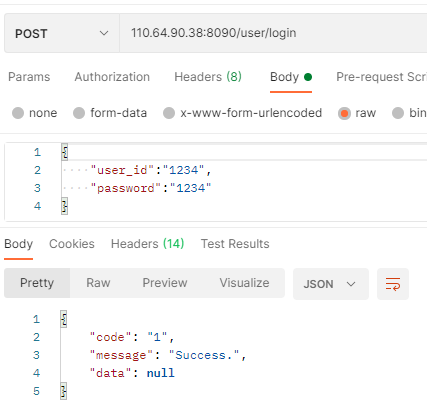 POST 110.64.90.38:8090/user/login
Params Authorization Headers (8) Body Pre-request Scr
none form-data x-www-form-urlencoded raw bin
1 {
2 "user_id":"1234",
3 "password":"1234"
4 }
Body Cookies Headers (14) Test Results
Pretty Raw Preview Visualize JSON
1 {
2 "code": "1",
3 "message": "Success.",
4 "data": null
5 }